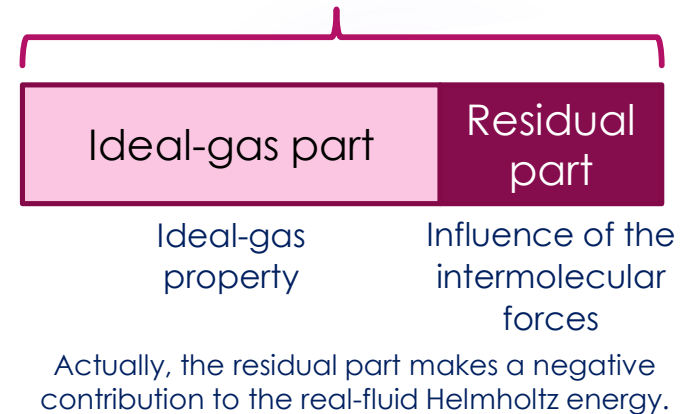 Ideal-gas part
Residual
part
Ideal-gas
property
Influence of the
intermolecular
forces
Actually, the residual part makes a negative
contribution to the real-fluid Helmholtz energy.